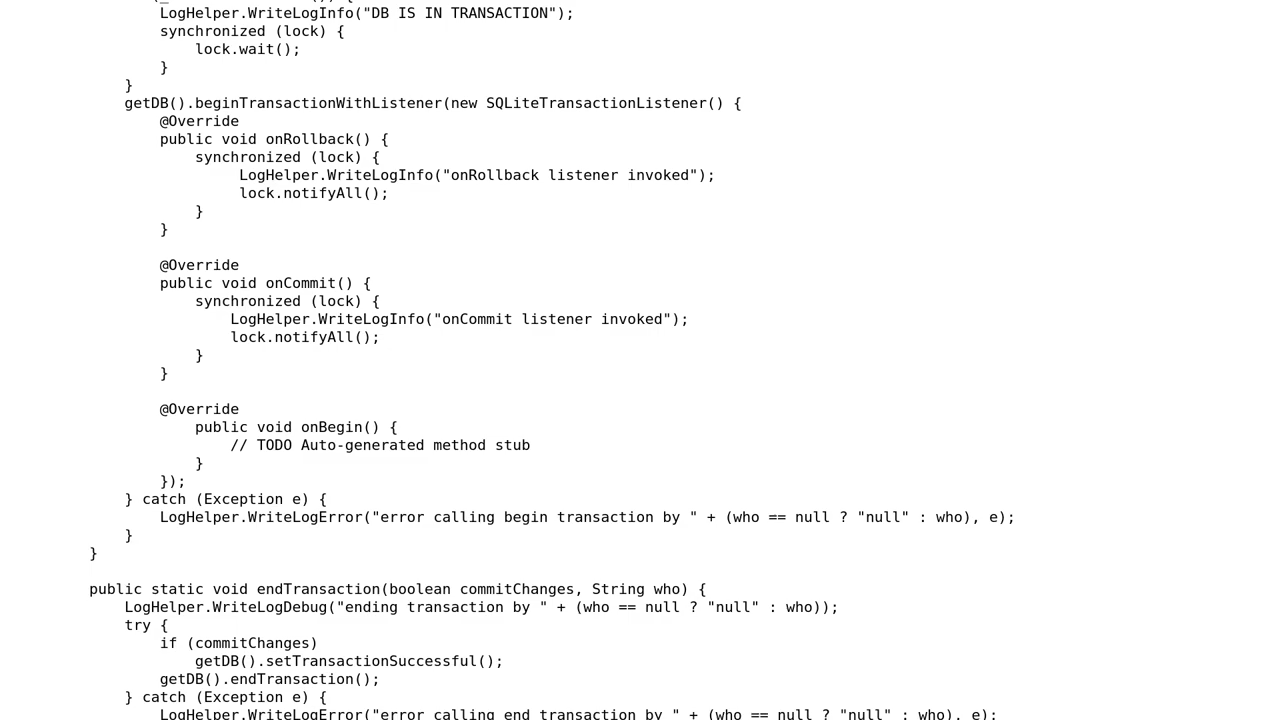 LogHelper.WriteLogInfo("DB IS IN TRANSACTION");
synchronized (lock) {
lock.wait();
}
}
getDB().beginTransactionWithListener(new SQLiteTransactionListener() {
@Override
public void onRollback() {
synchronized (lock) {
LogHelper.WriteLogInfo("onRollback listener invoked");
lock.notifyAll();
}
}
@Override
public void onCommit() {
synchronized (lock) {
LogHelper.WriteLogInfo("onCommit listener invoked");
lock.notifyAll();
}
}
@Override
public void onBegin() {
// TODO Auto-generated method stub
}
});
} catch (Exception e) {
LogHelper.WriteLogError("error calling begin transaction by " + (who == null ? "null" : who), e);
}
}
public static void endTransaction(boolean commitChanges, String who) {
LogHelper.WriteLogDebug("ending transaction by " + (who == null ? "null" : who));
try {
if (commitChanges)
getDB().setTransactionSuccessful();
getDB().endTransaction();
} catch (Exception e) {
LogHelper.WriteLogError("error calling end transaction by " + (who == null ? "null" : who), e);